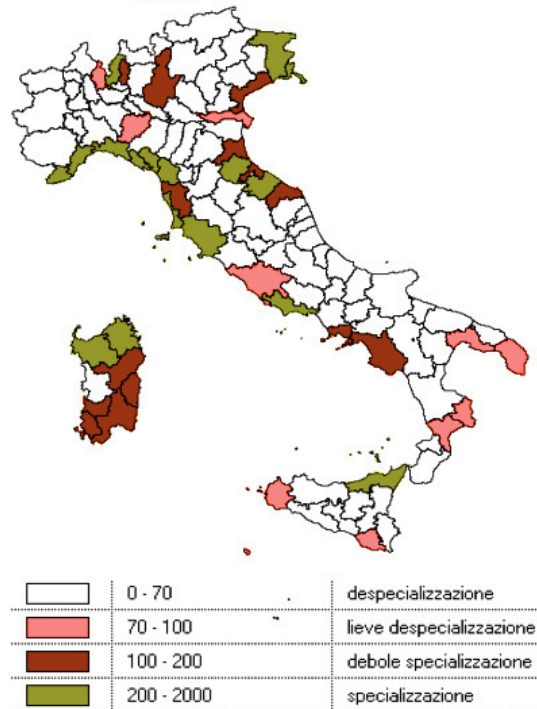 0 - 70 despecializzazione
70 - 100 lieve despecializzazione
100 - 200 debole specializzazione
200 - 2000 specializzazione